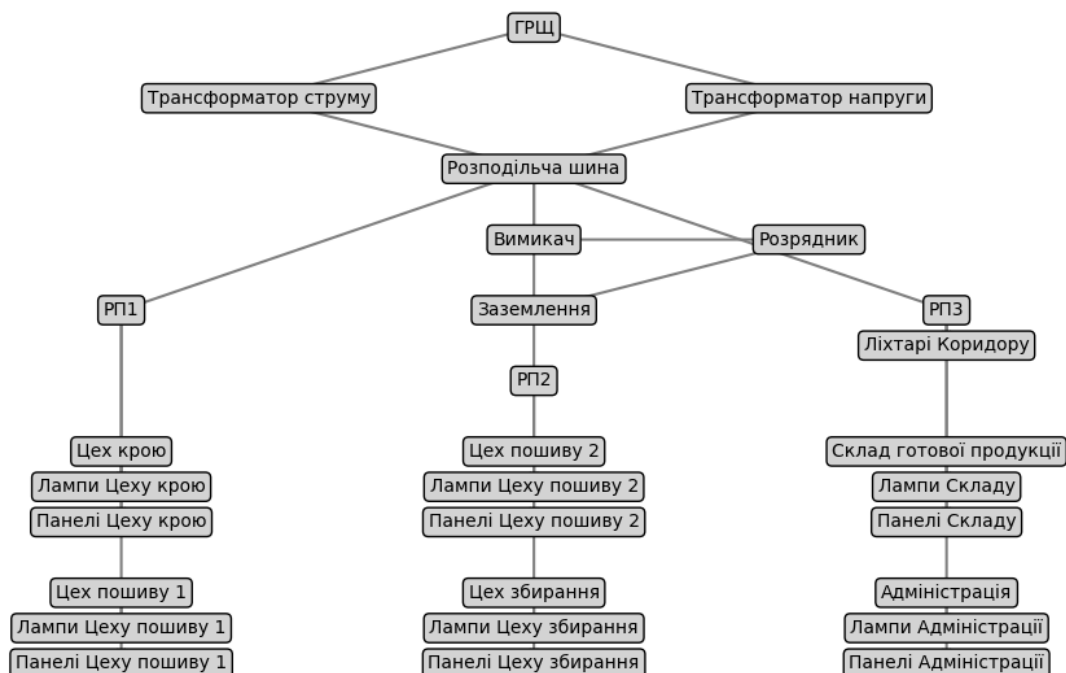 ГРЩ
Трансформатор струму
Трансформатор напруги
Розподільча шина
Вимикач
Розрядник
РП1
Заземлення
РП3
Ліхтарі Коридору
РП2
Цех крою
Цех пошиву 2
Склад готової продукції
Лампи Цеху крою
Лампи Цеху пошиву 2
Лампи Складу
Панелі Цеху крою
Панелі Цеху пошиву 2
Панелі Складу
Цех пошиву 1
Цех збирання
Адміністрація
Лампи Цеху пошиву 1
Лампи Цеху збирання
Лампи Адміністрації
Панелі Цеху пошиву 1
Панелі Цеху збирання
Панелі Адміністрації